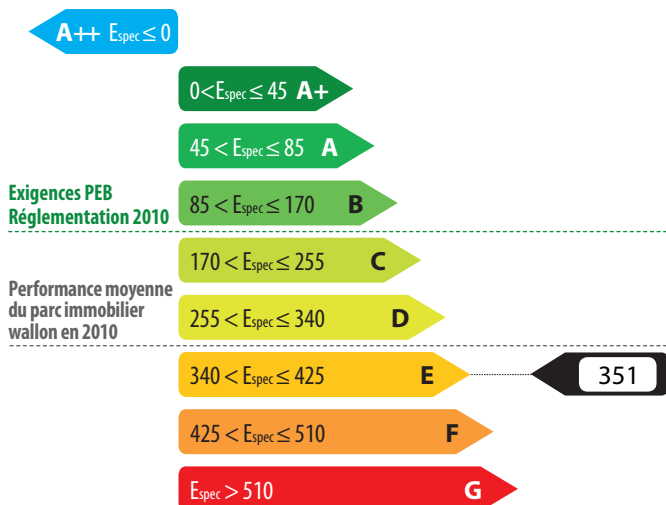 A++ Espec ≤ 0
0<Espec ≤ 45 A+
45 < Espec ≤ 85 A
Exigences PEB
Réglementation 2010
85 < Espec ≤ 170 B
170 < Espec ≤ 255 C
Performance moyenne
du parc immobilier
wallon en 2010
255 < Espec ≤ 340 D
340 < Espec ≤ 425 E 351
425 < Espec ≤ 510 F
Espec > 510 G